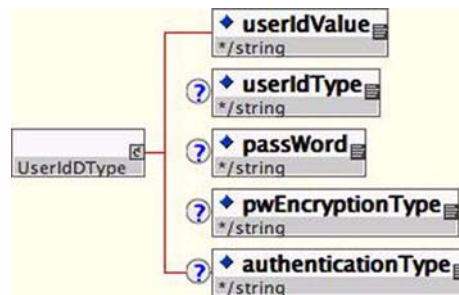 userIdValue
*/string
? userIdType
*/string
UserIdDType
? passWord
*/string
? pwEncryptionType
*/string
? authenticationType
*/string